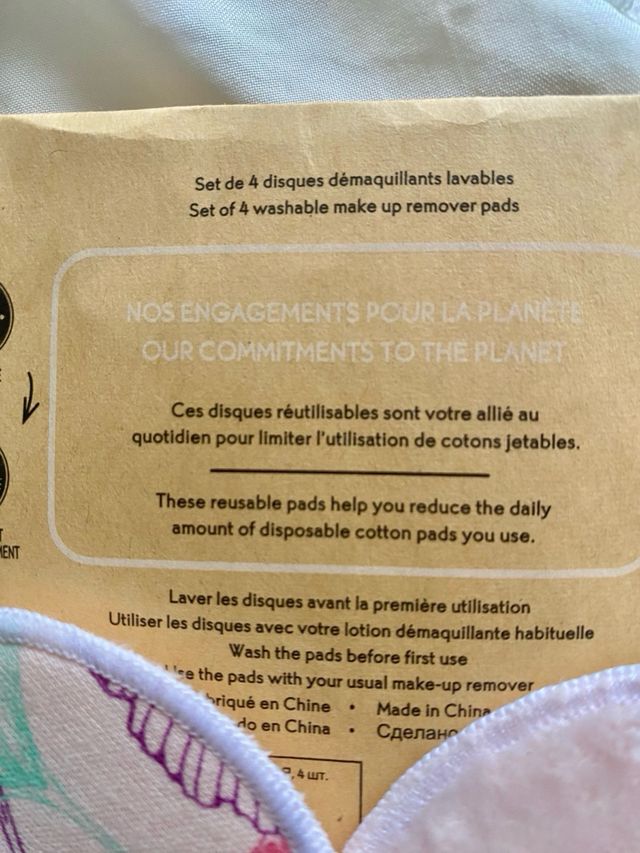 Set de 4 disques démaquillants lavables
Set of 4 washable make up remover pads
NOS ENGAGEMENTS POUR LA PLANÈTE
OUR COMMITMENTS TO THE PLANET
Ces disques réutilisables sont votre allié au
quotidien pour limiter l'utilisation de cotons jetables.
These reusable pads help you reduce the daily
amount of disposable cotton pads you use.
Laver les disques avant la première utilisation
Utiliser les disques avec votre lotion démaquillante habituelle
Wash the pads before first use
the pads with your usual make-up remover
en Chine • Made in China
en China •
4 шт.